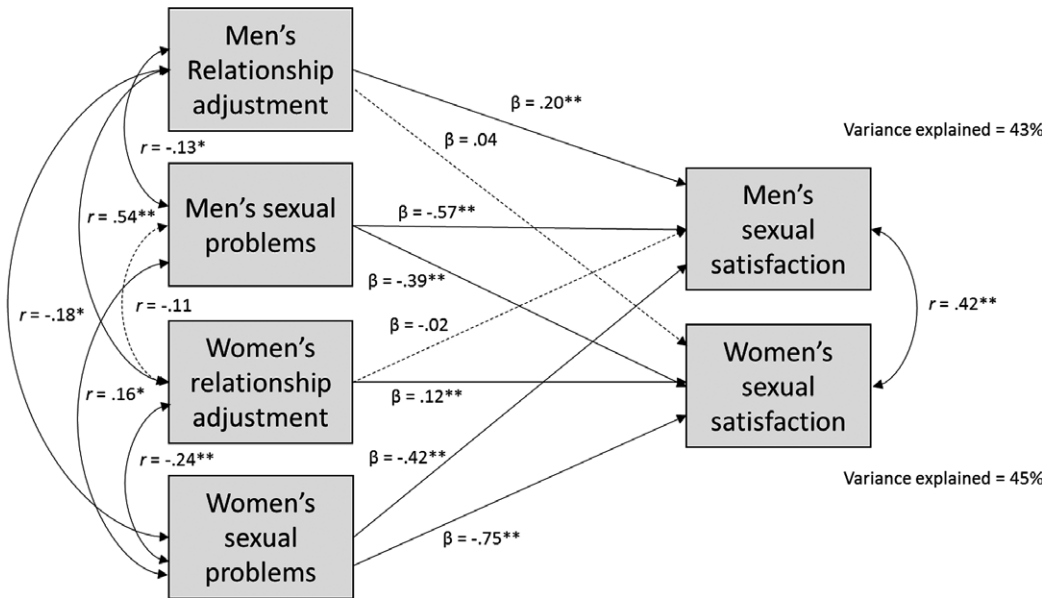 Men's
Relationship
adjustment
β = .20**
Variance explained = 43%
β = .04
r = -.13*
Men's sexual
problems
Men's
sexual
satisfaction
r = .54**
β = -.57**
β = -.39**
r = -.18*
r = -.11
β = -.02
r = .42**
Women's
relationship
adjustment
Women's
sexual
satisfaction
r = .16*
β = .12**
r = -.24**
β = -.42**
Variance explained = 45%
Women's
sexual
problems
β = -.75**